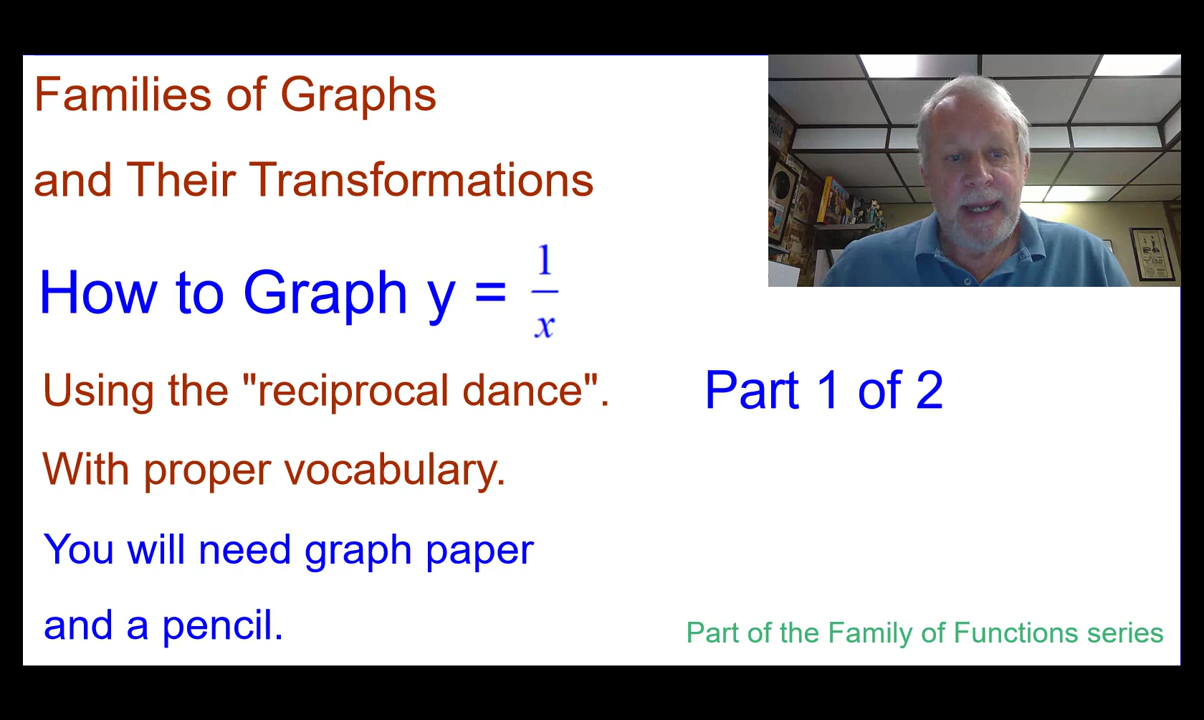 Families of Graphs
and Their Transformations
How to Graph y = 1/x
Using the "reciprocal dance".
Part 1 of 2
With proper vocabulary.
You will need graph paper
and a pencil.
Part of the Family of Functions series